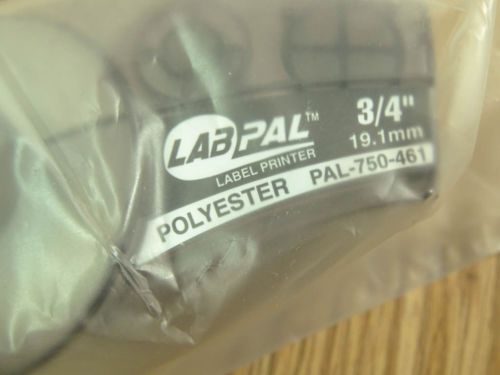 LABPAL™
LABEL PRINTER
3/4"
19.1mm
POLYESTER PAL-750-461